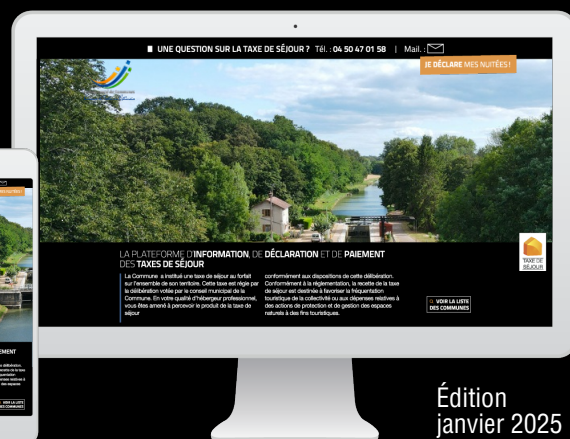 UNE QUESTION SUR LA TAXE DE SÉJOUR ? Tél. : 04 50 47 01 58 | Mail. :
JE DÉCLARE MES NUITÉES !
LA PLATEFORME D'INFORMATION, DE DÉCLARATION ET DE PAIEMENT
DES TAXES DE SÉJOUR
La Commune a institué une taxe de séjour au forfait
sur l'ensemble de son territoire. Cette taxe est régie par
la délibération votée par le conseil municipal de la
Commune. En votre qualité d'hébergeur professionnel,
vous êtes amené à percevoir le produit de la taxe de
séjour
conformément aux dispositions de cette délibération.
Conformément à la réglementation, la recette de la taxe
de séjour est destinée à favoriser la fréquentation
touristique de la collectivité ou aux dépenses relatives à
des actions de protection et de gestion des espaces
naturels à des fins touristiques.
TAXE DE
SÉJOUR
VOIR LA LISTE
DES COMMUNES
EMENT
VOIR LA LISTE
DES COMMUNES
Édition
janvier 2025